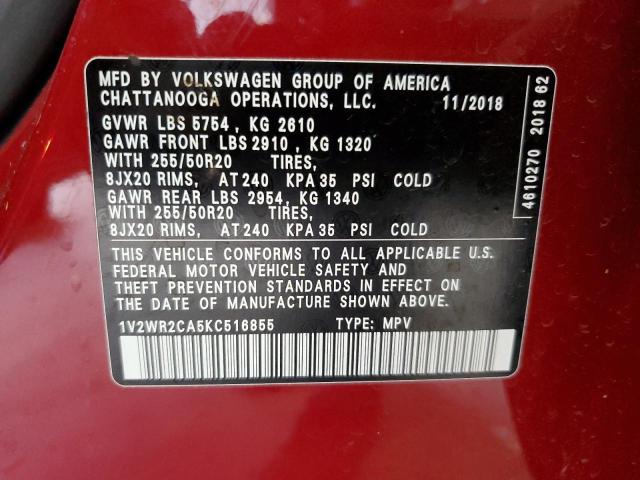 MFD BY VOLKSWAGEN GROUP OF AMERICA
CHATTANOOGA OPERATIONS, LLC. 11/2018
GVWR LBS 5754 , KG 2610
GAWR FRONT LBS 2910 , KG 1320
WITH 255/50R20 TIRES,
8JX20 RIMS, AT 240 KPA 35 PSI COLD
GAWR REAR LBS 2954, KG 1340
WITH 255/50R20 TIRES,
8JX20 RIMS, AT 240 KPA 35 PSI COLD
THIS VEHICLE CONFORMS TO ALL APPLICABLE U.S.
FEDERAL MOTOR VEHICLE SAFETY AND
THEFT PREVENTION STANDARDS IN EFFECT ON
THE DATE OF MANUFACTURE SHOWN ABOVE.
1V2WR2CA5KC516855 TYPE: MPV
4610270 2018 62